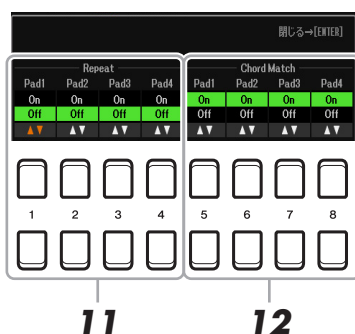 閉じる→[ENTER]
Repeat Chord Match
Pad1 Pad2 Pad3 Pad4 Pad1 Pad2 Pad3 Pad4
On On On On On On On On
Off Off Off Off Off Off Off Off
▲▼ ▲▼ ▲▼ ▲▼ ▲▼ ▲▼ ▲▼ ▲▼
1 2 3 4 5 6 7 8
11 12